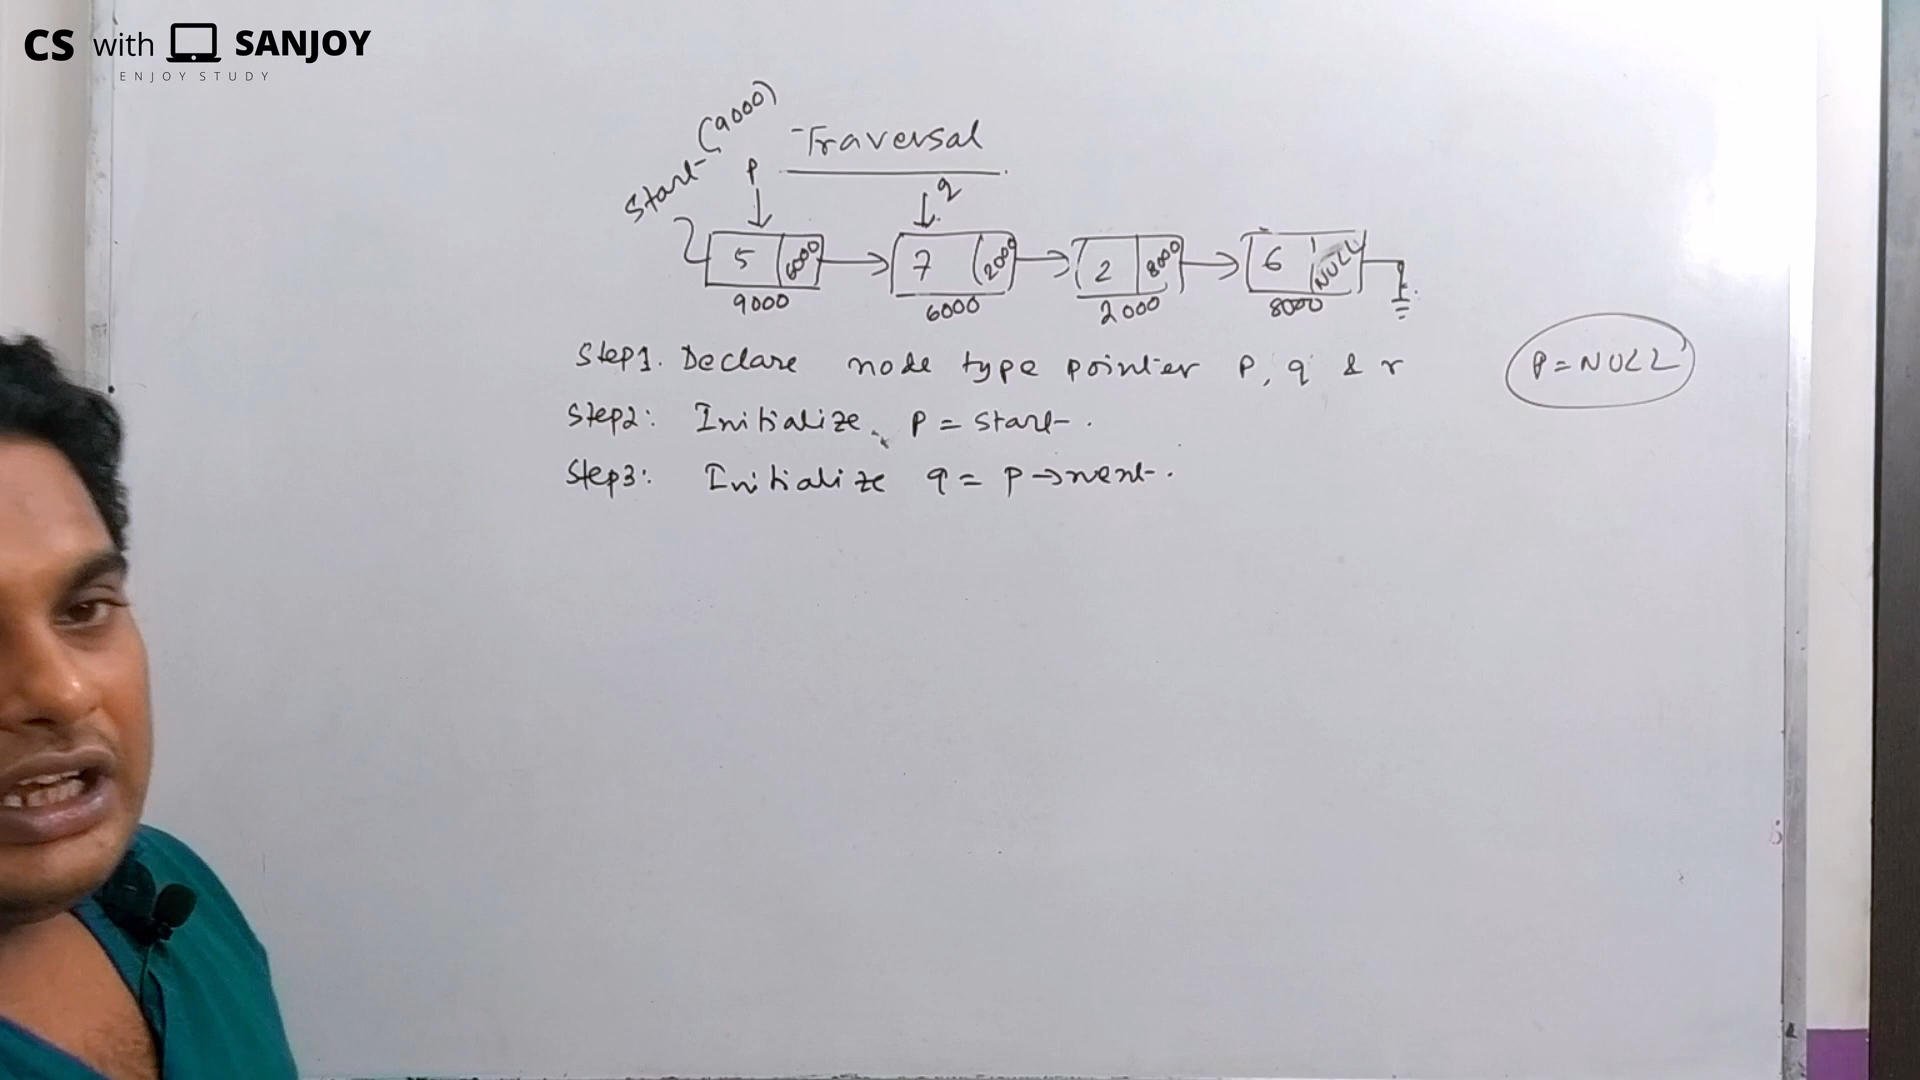 CS with SANJOY
ENJOY STUDY
Start (9000)
Traversal
P
q
5 6000
7 2000
2 8000
6 NULL
9000
6000
2000
8000
Step1. Declare node type pointer P, q & r
P = NULL
Step2: Initialize P = Start.
Step3: Initialize q = P→next.